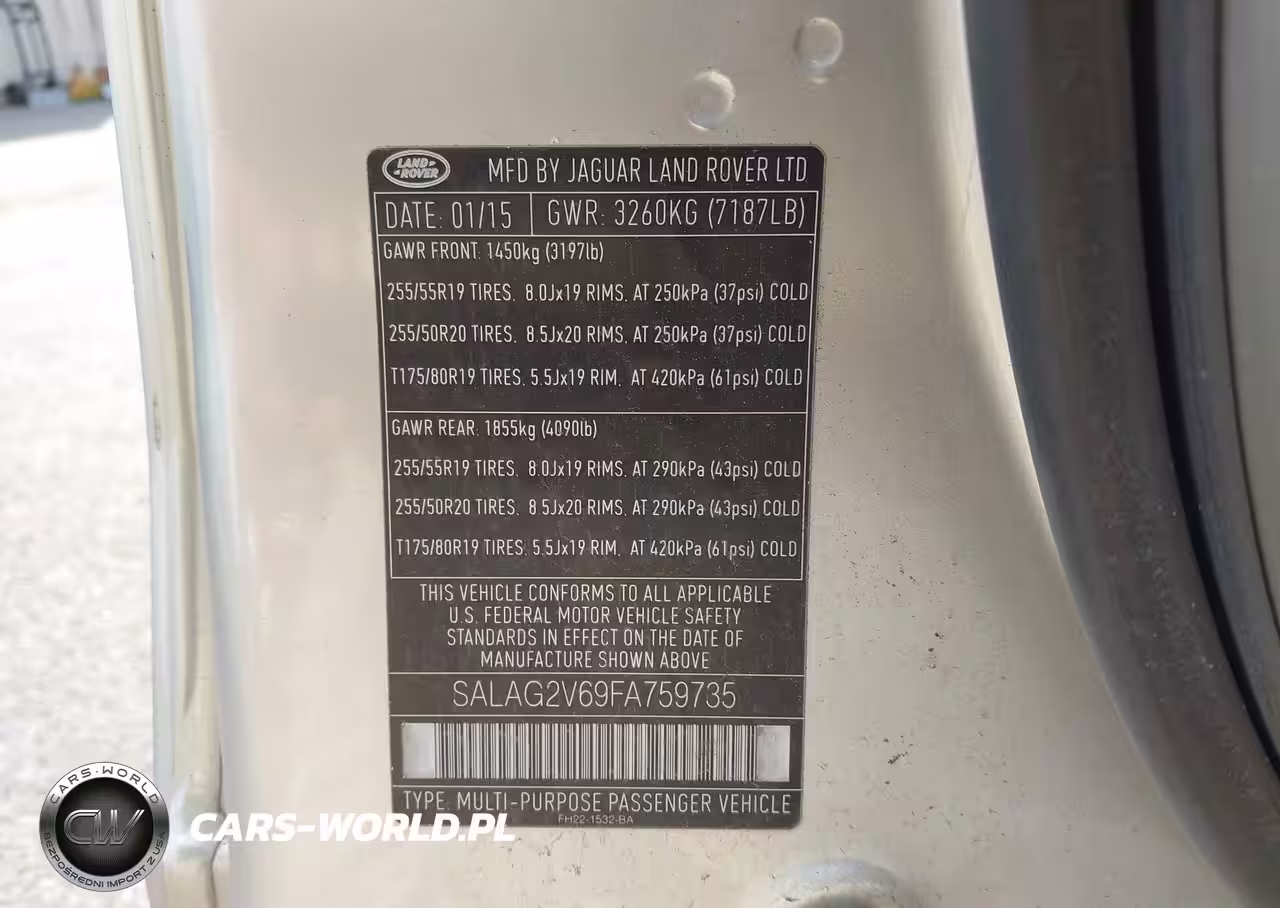 LAND ROVER
MFD BY JAGUAR LAND ROVER LTD
DATE: 01/15 GWR: 3260KG (7187LB)
GAWR FRONT: 1450kg (3197lb)
255/55R19 TIRES, 8.0Jx19 RIMS, AT 250kPa (37psi) COLD
255/50R20 TIRES, 8.5Jx20 RIMS, AT 250kPa (37psi) COLD
T175/80R19 TIRES, 5.5Jx19 RIM, AT 420kPa (61psi) COLD
GAWR REAR: 1855kg (4090lb)
255/55R19 TIRES, 8.0Jx19 RIMS, AT 290kPa (43psi) COLD
255/50R20 TIRES, 8.5Jx20 RIMS, AT 290kPa (43psi) COLD
T175/80R19 TIRES, 5.5Jx19 RIM, AT 420kPa (61psi) COLD
THIS VEHICLE CONFORMS TO ALL APPLICABLE
U.S. FEDERAL MOTOR VEHICLE SAFETY
STANDARDS IN EFFECT ON THE DATE OF
MANUFACTURE SHOWN ABOVE
SALAG2V69FA759735
TYPE: MULTI-PURPOSE PASSENGER VEHICLE
FH22-1532-BA
CARS-WORLD
CW
BEZPOŚREDNI IMPORT Z USA
CARS-WORLD.PL